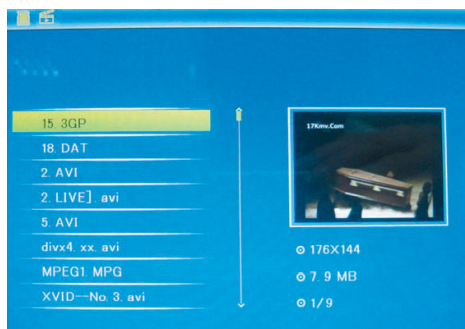 15. 3GP
18. DAT
2. AVI
2. LIVE]. avi
5. AVI
divx4. xx. avi
MPEG1. MPG
XVID--No. 3. avi
17Kmv.Com
176X144
7. 9 MB
1/9